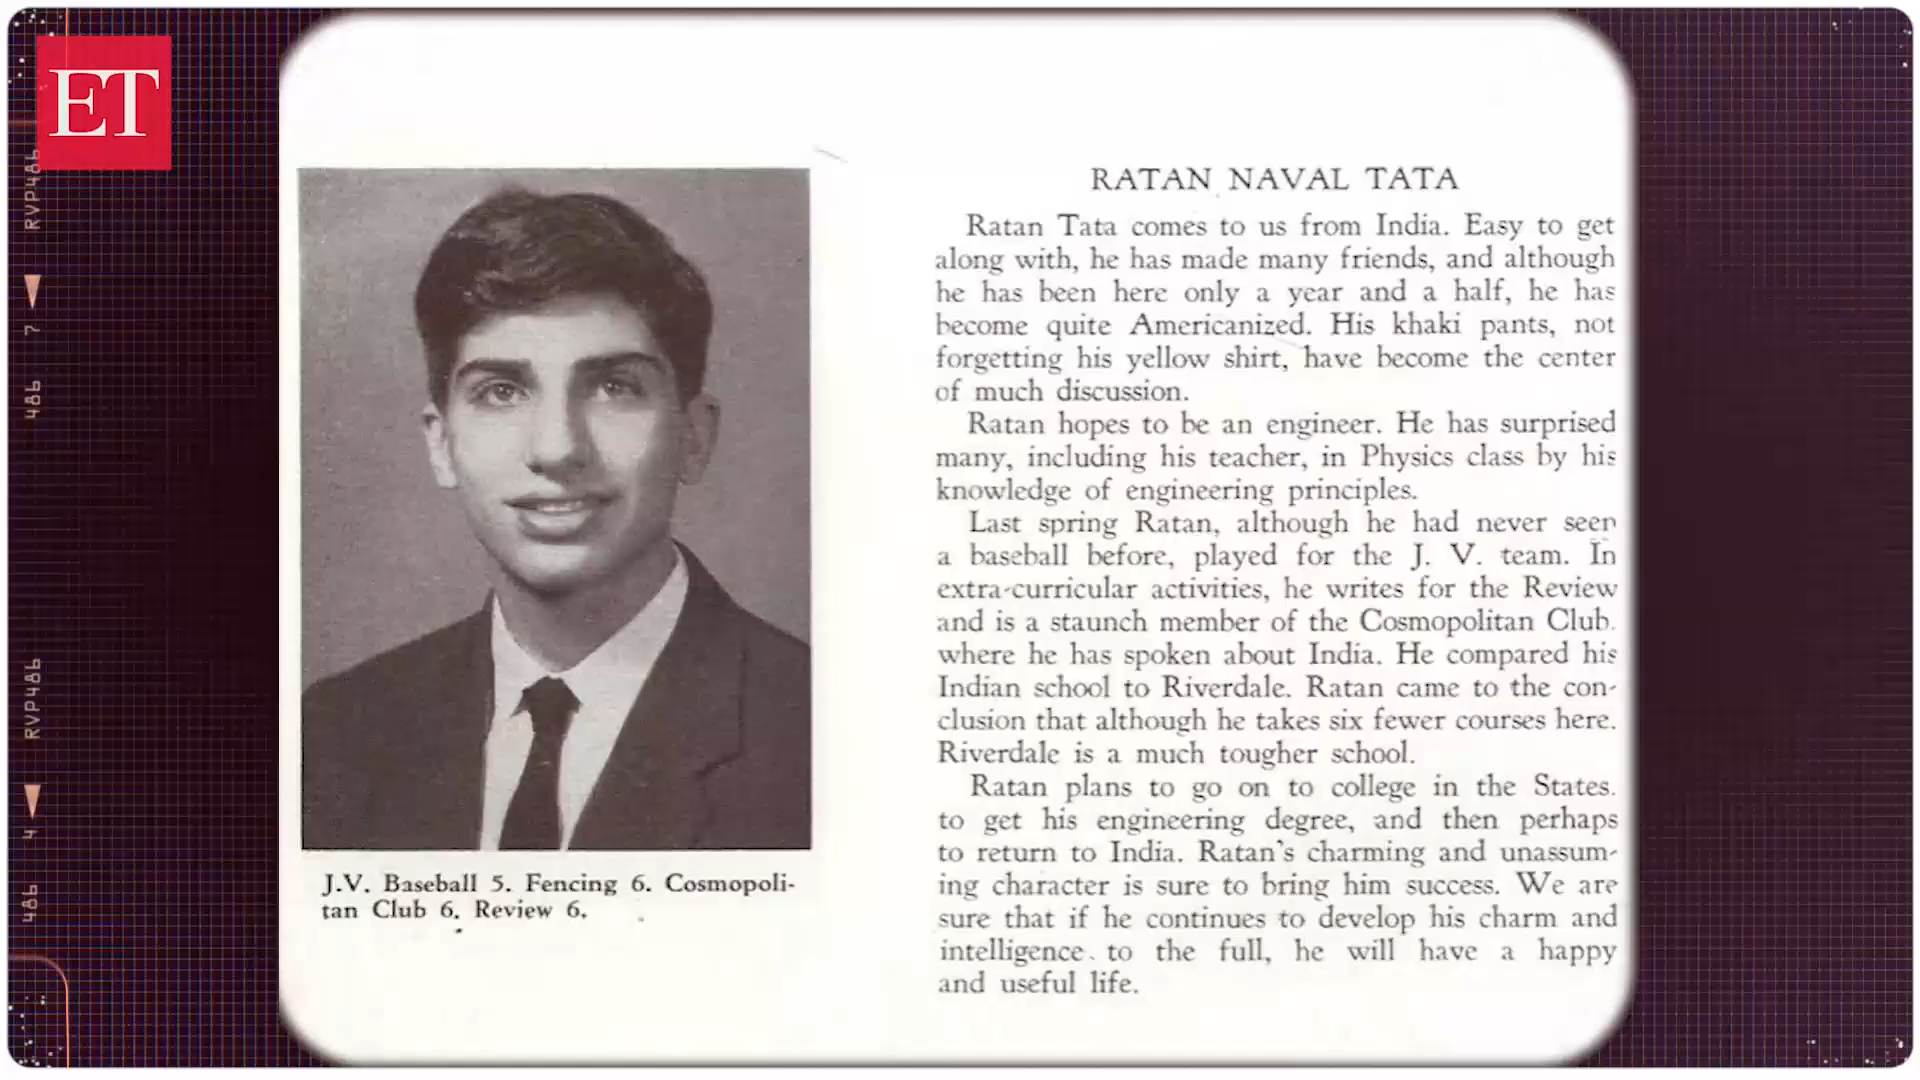 ET
RVP486
7
486
RVP486
4
486
RATAN NAVAL TATA
Ratan Tata comes to us from India. Easy to get
along with, he has made many friends, and although
he has been here only a year and a half, he has
become quite Americanized. His khaki pants, not
forgetting his yellow shirt, have become the center
of much discussion.
Ratan hopes to be an engineer. He has surprised
many, including his teacher, in Physics class by his
knowledge of engineering principles.
Last spring Ratan, although he had never seen
a baseball before, played for the J. V. team. In
extra-curricular activities, he writes for the Review
and is a staunch member of the Cosmopolitan Club.
where he has spoken about India. He compared his
Indian school to Riverdale. Ratan came to the con-
clusion that although he takes six fewer courses here.
Riverdale is a much tougher school.
Ratan plans to go on to college in the States.
to get his engineering degree, and then perhaps
to return to India. Ratan's charming and unassum-
ing character is sure to bring him success. We are
sure that if he continues to develop his charm and
intelligence to the full, he will have a happy
and useful life.
J.V. Baseball 5. Fencing 6. Cosmopoli-
tan Club 6. Review 6.